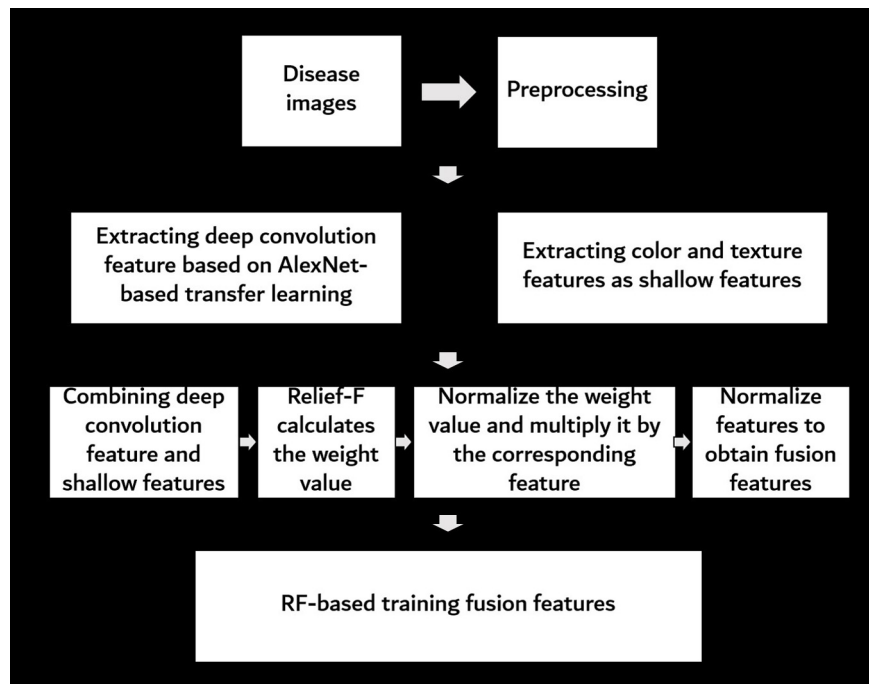 Disease
images
Preprocessing
Extracting deep convolution
feature based on AlexNet-
based transfer learning
Extracting color and texture
features as shallow features
Combining deep
convolution
feature and
shallow features
Relief-F
calculates
the weight
value
Normalize the weight
value and multiply it by
the corresponding
feature
Normalize
features to
obtain fusion
features
RF-based training fusion features